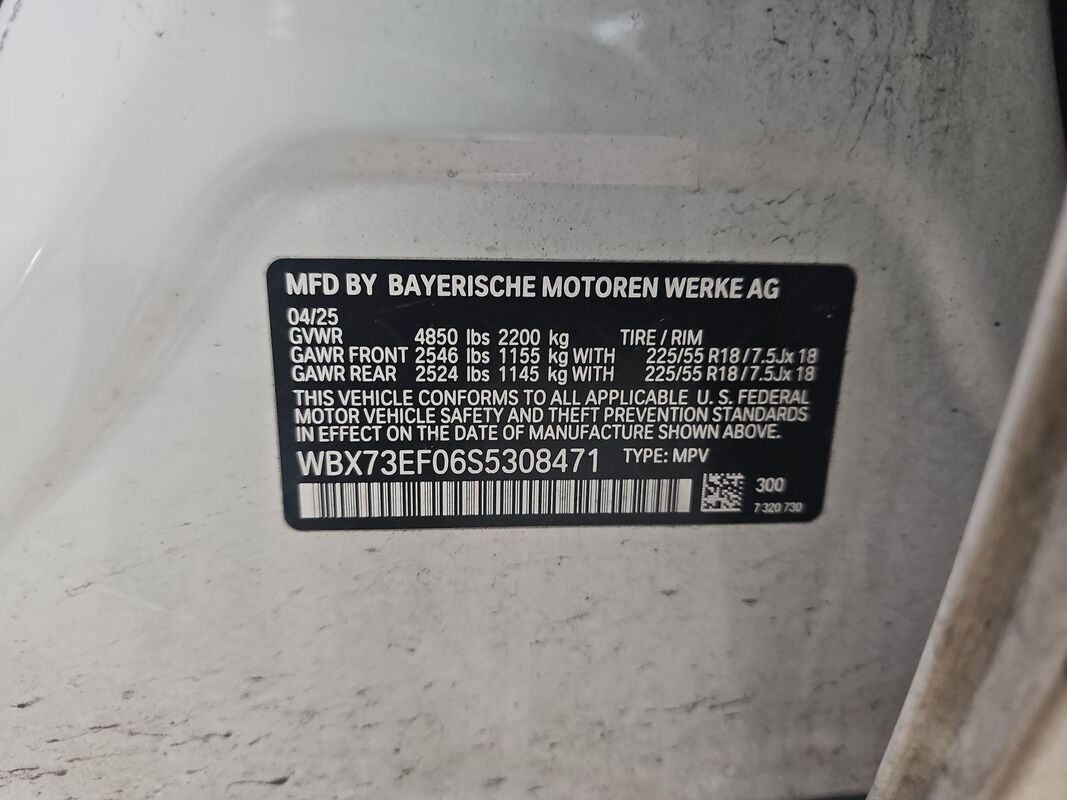 MFD BY BAYERISCHE MOTOREN WERKE AG
04/25
GVWR 4850 lbs 2200 kg TIRE / RIM
GAWR FRONT 2546 lbs 1155 kg WITH 225/55 R18 / 7.5Jx 18
GAWR REAR 2524 lbs 1145 kg WITH 225/55 R18 / 7.5Jx 18
THIS VEHICLE CONFORMS TO ALL APPLICABLE U. S. FEDERAL
MOTOR VEHICLE SAFETY AND THEFT PREVENTION STANDARDS
IN EFFECT ON THE DATE OF MANUFACTURE SHOWN ABOVE.
WBX73EF06S5308471 TYPE: MPV
300
7 320 730